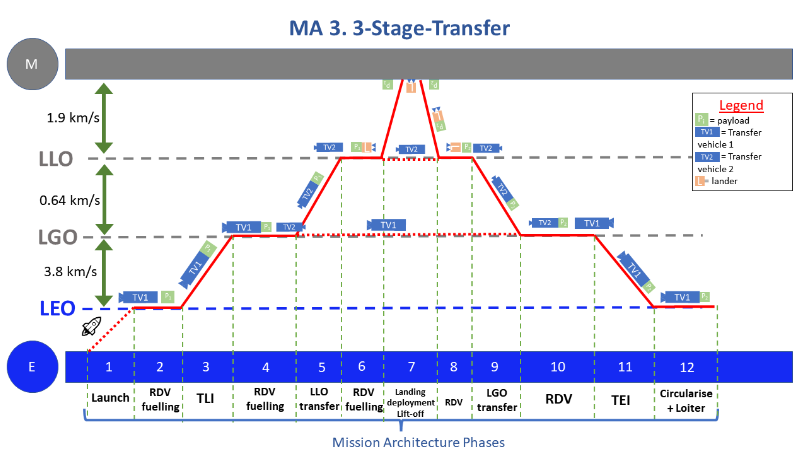 MA 3. 3-Stage-Transfer
M
1.9 km/s
LLO
0.64 km/s
LGO
3.8 km/s
LEO
Legend
= payload
TV1 = Transfer
vehicle 1
TV2 = Transfer
vehicle 2
L = lander
TV2
L
TV2
TV2
TV2
TV2
TV1
TV2
TV1
TV2
TV1
TV1
TV1
TV1
TV1
E
1
2
3
4
5
6
7
8
9
10
11
12
Launch
RDV
fuelling
TLI
RDV
fuelling
LLO
transfer
RDV
fuelling
Landing
deployment
Lift-off
RDV
LGO
transfer
RDV
TEI
Circularise
+ Loiter
Mission Architecture Phases